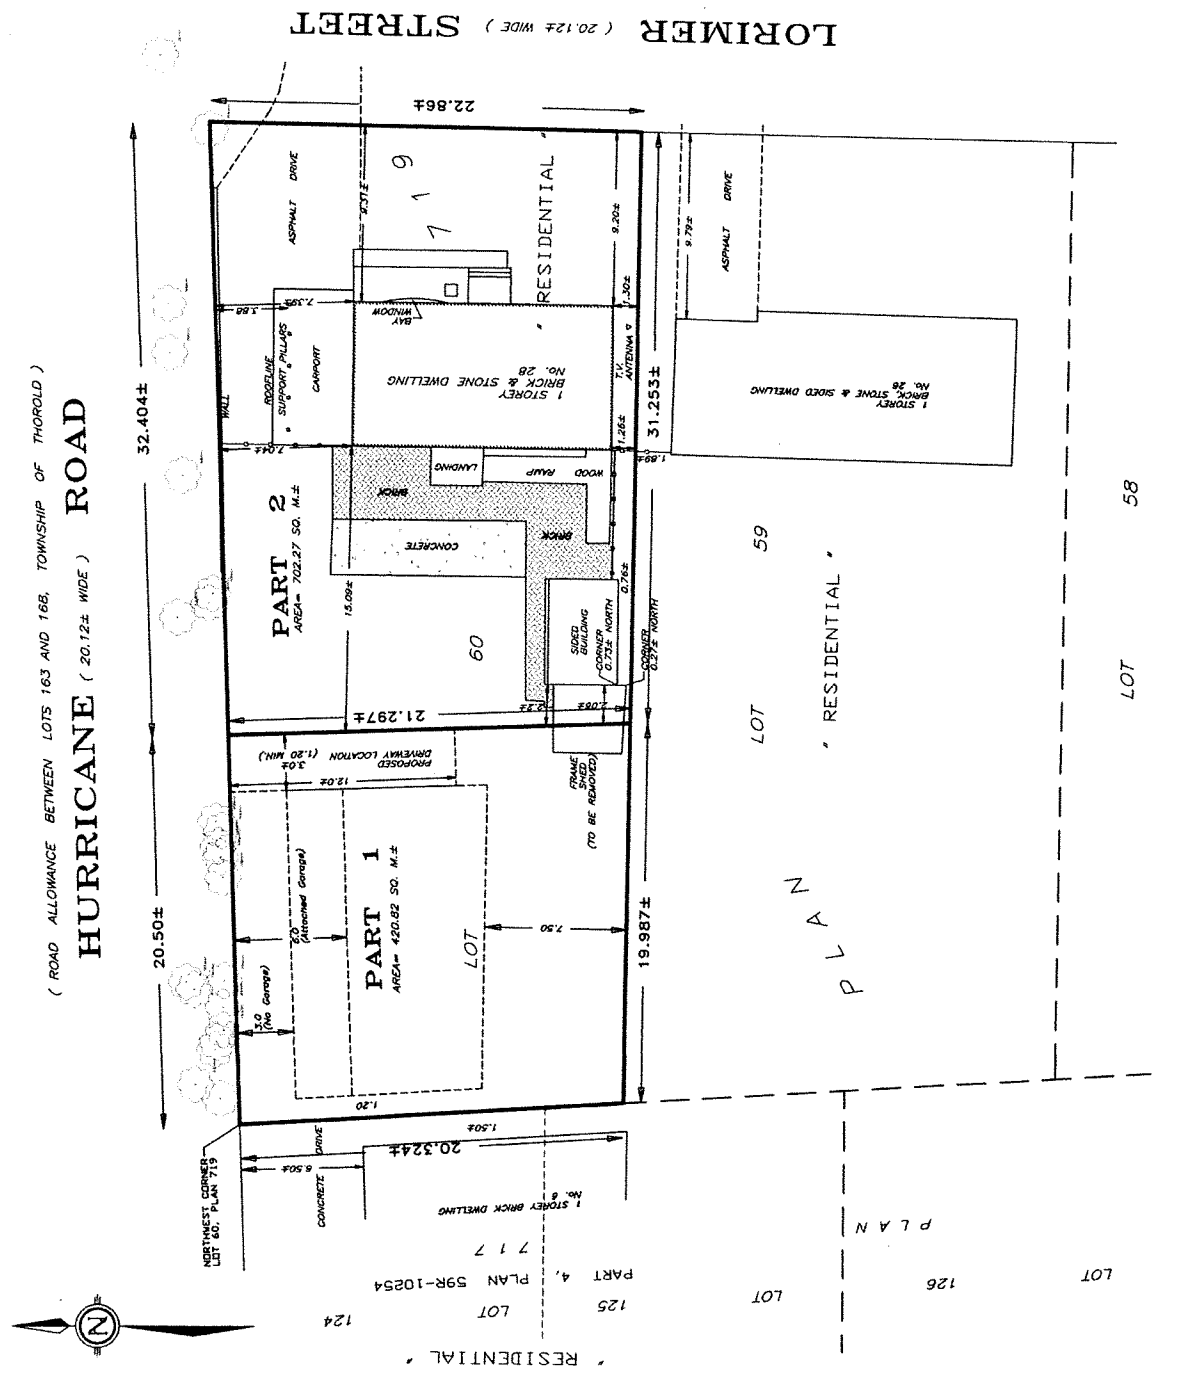 LORIMER ( 20.12± WIDE ) STREET
22.86±
( ROAD ALLOWANCE BETWEEN LOTS 163 AND 168, TOWNSHIP OF THOROLD )
HURRICANE ( 20.12± WIDE ) ROAD
32.404±
20.50±
ASPHALT DRIVE
9.51±
7 1 9
" RESIDENTIAL "
9.20±
31.253±
9.79±
ASPHALT DRIVE
3.88
7.39±
WALL
ROOFLINE
SUPPORT PILLARS
CARPORT
BAY
WINDOW
1 STOREY
BRICK & STONE DWELLING
No. 28
1.30±
T.V.
ANTENNA
1.26±
1.89±
1 STOREY
BRICK, STONE & SIDED DWELLING
No. 26
7.04±
PART 2
AREA= 702.27 SQ. M.±
15.09±
BRICK
LANDING
RAMP
WOOD
CONCRETE
BRICK
0.76±
SIDED
BUILDING
CORNER
0.73± NORTH
CORNER
0.27± NORTH
60
2.2±
2.08±
21.297±
PROPOSED
DRIVEWAY LOCATION (1.20 MIN.)
3.0±
12.0±
FRAME
SHED
(TO BE REMOVED)
6.0
(Attached Garage)
3.0
(No Garage)
PART 1
AREA= 420.82 SQ. M.±
LOT
7.50
19.987±
1.20
LOT 59
" RESIDENTIAL "
PLAN
LOT 58
NORTHWEST CORNER
LOT 60, PLAN 719
CONCRETE DRIVE
1.50±
20.324±
6.50±
1 STOREY BRICK DWELLING
No. 6
7 1 7
PLAN
PART 4, PLAN 59R-10254
LOT 124
LOT 125
LOT 126
LOT
" RESIDENTIAL "
N